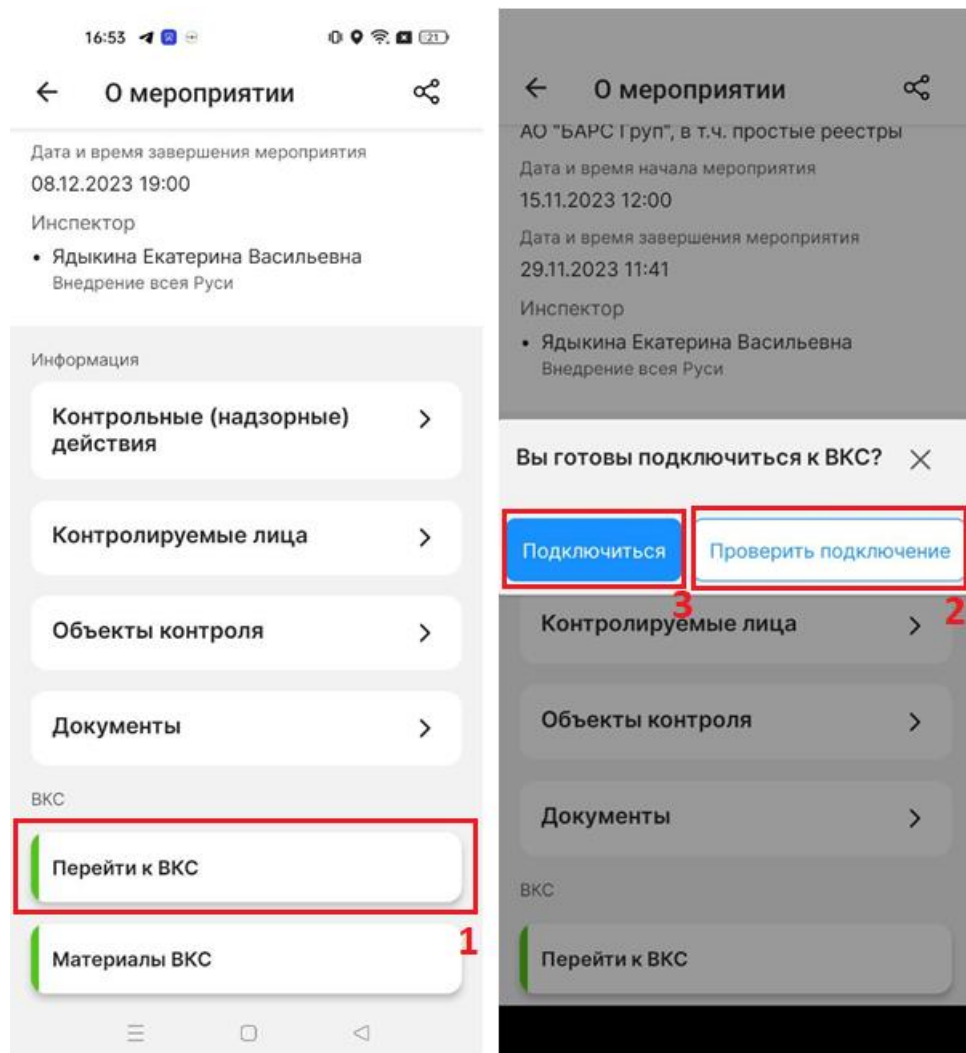 16:53
21
О мероприятии
Дата и время завершения мероприятия
08.12.2023 19:00
Инспектор
• Ядыкина Екатерина Васильевна
Внедрение всея Руси
Информация
Контрольные (надзорные)
действия
Контролируемые лица
Объекты контроля
Документы
ВКС
Перейти к ВКС
1
Материалы ВКС
О мероприятии
АО "БАРС Груп", в т.ч. простые реестры
Дата и время начала мероприятия
15.11.2023 12:00
Дата и время завершения мероприятия
29.11.2023 11:41
Инспектор
• Ядыкина Екатерина Васильевна
Внедрение всея Руси
Вы готовы подключиться к ВКС?
Подключиться
Проверить подключение
3
2
Контролируемые лица
Объекты контроля
Документы
ВКС
Перейти к ВКС